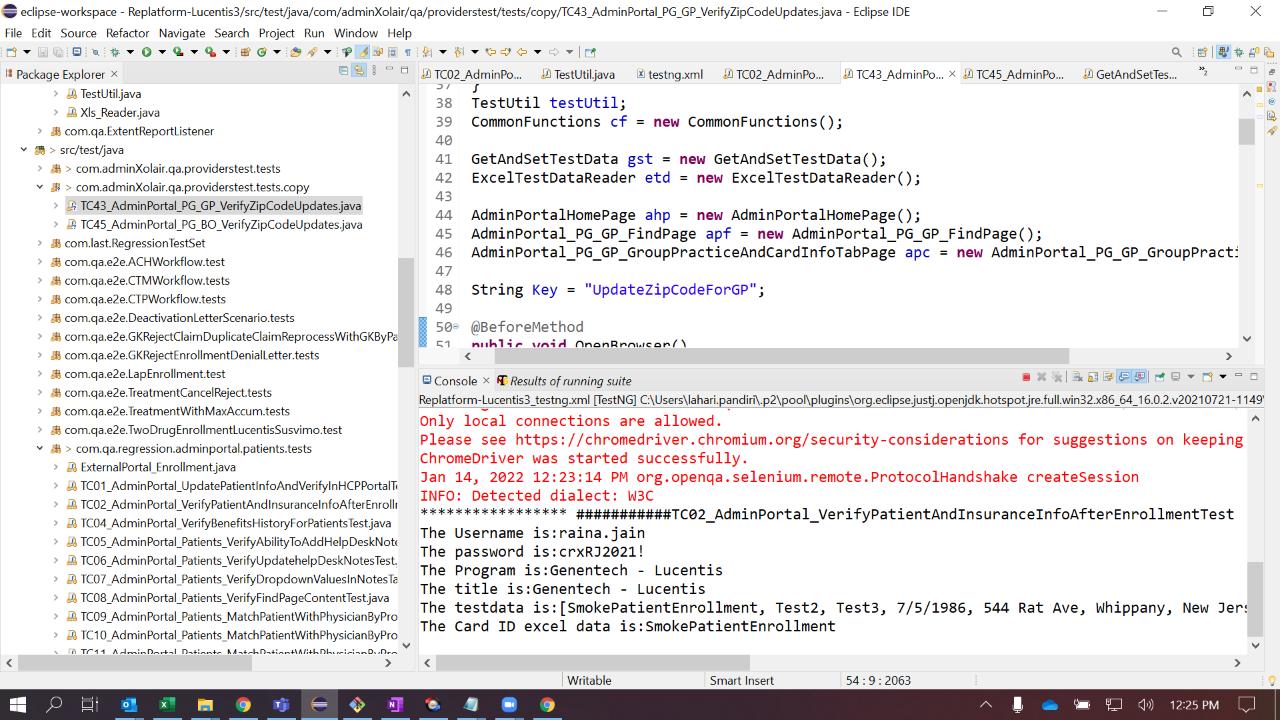 eclipse-workspace - Replatform-Lucentis3/src/test/java/com/adminXolair/qa/providerstest/tests/copy/TC43_AdminPortal_PG_GP_VerifyZipCodeUpdates.java - Eclipse IDE
File Edit Source Refactor Navigate Search Project Run Window Help
Package Explorer
TC02_AdminPo...
TestUtil.java
testng.xml
TC02_AdminPo...
TC43_AdminPo...
TC45_AdminPo...
GetAndSetTes...
TestUtil.java
Xls_Reader.java
com.qa.ExtentReportListener
> src/test/java
> com.adminXolair.qa.providerstest.tests
> com.adminXolair.qa.providerstest.tests.copy
> TC43_AdminPortal_PG_GP_VerifyZipCodeUpdates.java
TC45_AdminPortal_PG_BO_VerifyZipCodeUpdates.java
com.last.RegressionTestSet
com.qa.e2e.ACHWorkflow.test
com.qa.e2e.CTMWorkflow.tests
com.qa.e2e.CTPWorkflow.tests
com.qa.e2e.DeactivationLetterScenario.tests
com.qa.e2e.GKRejectClaimDuplicateClaimReprocessWithGKByPa
com.qa.e2e.GKRejectEnrollmentDenialLetter.tests
com.qa.e2e.LapEnrollment.test
com.qa.e2e.TreatmentCancelReject.tests
com.qa.e2e.TreatmentWithMaxAccum.tests
com.qa.e2e.TwoDrugEnrollmentLucentisSusvimo.test
> com.qa.regression.adminportal.patients.tests
ExternalPortal_Enrollment.java
TC01_AdminPortal_UpdatePatientInfoAndVerifyInHCPPortalT
TC02_AdminPortal_VerifyPatientAndInsuranceInfoAfterEnroll
TC04_AdminPortal_VerifyBenefitsHistoryForPatientsTest.java
TC05_AdminPortal_Patients_VerifyAbilityToAddHelpDeskNote
TC06_AdminPortal_Patients_VerifyUpdatehelpDeskNotesTest.
TC07_AdminPortal_Patients_VerifyDropdownValuesInNotesTa
TC08_AdminPortal_Patients_VerifyFindPageContentTest.java
TC09_AdminPortal_Patients_MatchPatientWithPhysicianByPro
TC10_AdminPortal_Patients_MatchPatientWithPhysicianByPro
TC11_AdminPortal_Patients_MatchPatientWithPhysicianByPro
37 }
38 TestUtil testUtil;
39 CommonFunctions cf = new CommonFunctions();
40
41 GetAndSetTestData gst = new GetAndSetTestData();
42 ExcelTestDataReader etd = new ExcelTestDataReader();
43
44 AdminPortalHomePage ahp = new AdminPortalHomePage();
45 AdminPortal_PG_GP_FindPage apf = new AdminPortal_PG_GP_FindPage();
46 AdminPortal_PG_GP_GroupPracticeAndCardInfoTabPage apc = new AdminPortal_PG_GP_GroupPracti
47
48 String Key = "UpdateZipCodeForGP";
49
50 @BeforeMethod
51 public void OpenBrowser()
Console
Results of running suite
Replatform-Lucentis3_testng.xml [TestNG] C:\Users\lahari.pandiri\.p2\pool\plugins\org.eclipse.justj.openjdk.hotspot.jre.full.win32.x86_64_16.0.2.v20210721-1149
Only local connections are allowed.
Please see https://chromedriver.chromium.org/security-considerations for suggestions on keeping
ChromeDriver was started successfully.
Jan 14, 2022 12:23:14 PM org.openqa.selenium.remote.ProtocolHandshake createSession
INFO: Detected dialect: W3C
***************** ###########TC02_AdminPortal_VerifyPatientAndInsuranceInfoAfterEnrollmentTest
The Username is:raina.jain
The password is:crxRJ2021!
The Program is:Genentech - Lucentis
The title is:Genentech - Lucentis
The testdata is:[SmokePatientEnrollment, Test2, Test3, 7/5/1986, 544 Rat Ave, Whippany, New Jers
The Card ID excel data is:SmokePatientEnrollment
Writable
Smart Insert
54 : 9 : 2063
12:25 PM